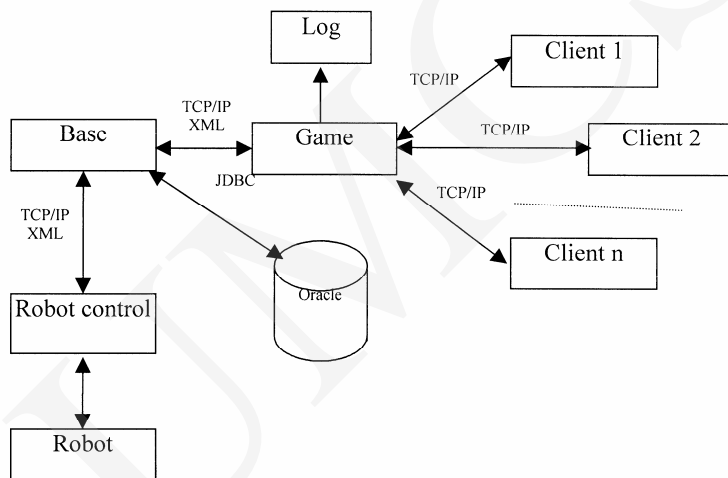 Log
Client 1
TCP/IP
TCP/IP
XML
Base
Game
TCP/IP
Client 2
JDBC
TCP/IP
TCP/IP
XML
Client n
Oracle
Robot control
Robot